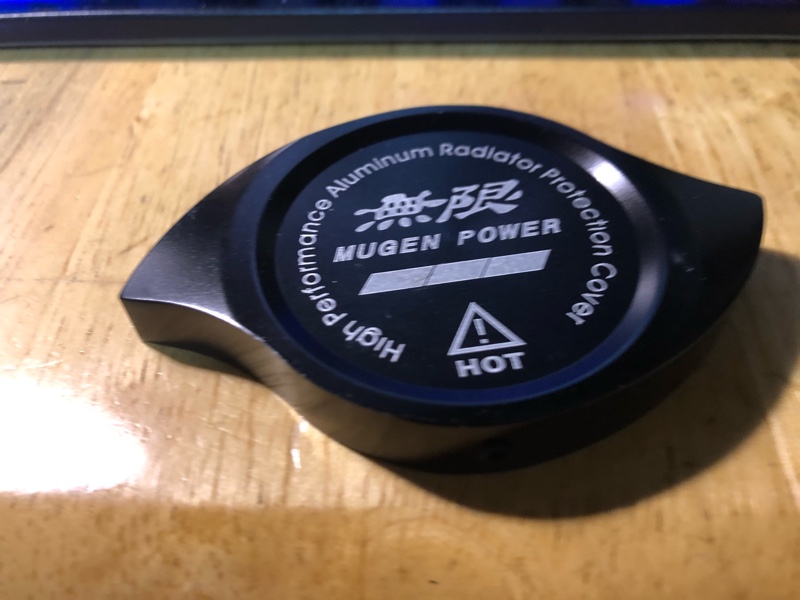 High Performance Aluminum Radiator Protection Cover
無限
MUGEN POWER
HOT